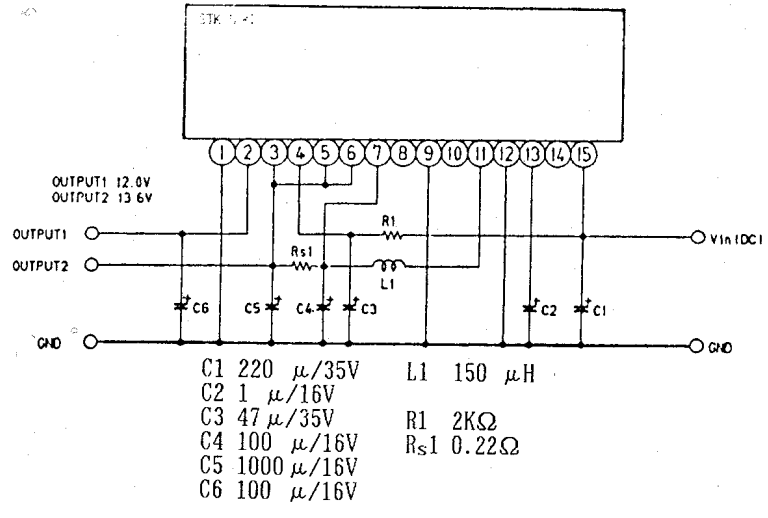 STK
1 2 3 4 5 6 7 8 9 10 11 12 13 14 15
OUTPUT1 12.0V
OUTPUT2 13.6V
R1
OUTPUT1
Vin(DC)
Rs1
OUTPUT2
L1
C6
C5
C4
C3
C2
C1
GND
GND
C1 220 μ/35V
C2 1 μ/16V
C3 47μ/35V
C4 100 μ/16V
C5 1000μ/16V
C6 100 μ/16V
L1 150 μH
R1 2KΩ
Rs1 0.22Ω